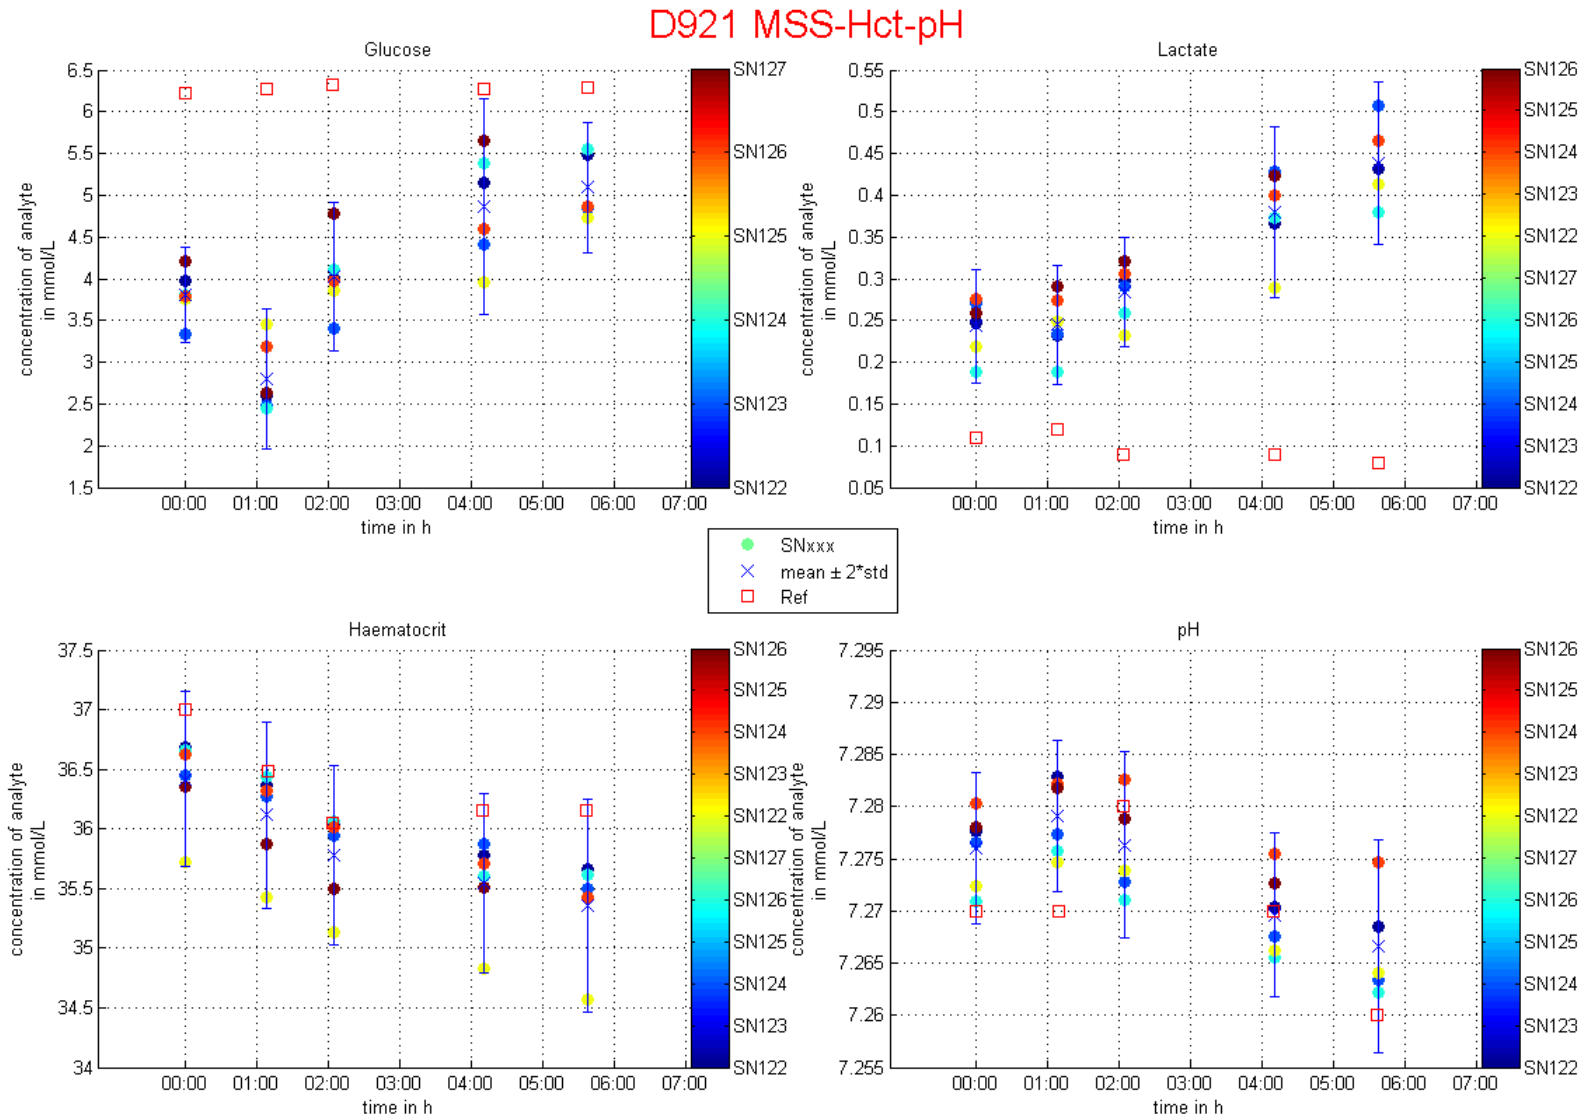 D921 MSS-Hct-pH
Glucose
concentration of analyte
in mmol/L
6.5
6
5.5
5
4.5
4
3.5
3
2.5
2
1.5
00:00 01:00 02:00 03:00 04:00 05:00 06:00 07:00
time in h
SN127
SN126
SN125
SN124
SN123
SN122
Lactate
concentration of analyte
in mmol/L
0.55
0.5
0.45
0.4
0.35
0.3
0.25
0.2
0.15
0.1
0.05
00:00 01:00 02:00 03:00 04:00 05:00 06:00 07:00
time in h
SN126
SN125
SN124
SN123
SN122
SN127
SN126
SN125
SN124
SN123
SN122
SNxxx
mean ± 2*std
Ref
Haematocrit
concentration of analyte
in mmol/L
37.5
37
36.5
36
35.5
35
34.5
34
00:00 01:00 02:00 03:00 04:00 05:00 06:00 07:00
time in h
SN126
SN125
SN124
SN123
SN122
SN127
SN126
SN125
SN124
SN123
SN122
pH
concentration of analyte
in mmol/L
7.295
7.29
7.285
7.28
7.275
7.27
7.265
7.26
7.255
00:00 01:00 02:00 03:00 04:00 05:00 06:00 07:00
time in h
SN126
SN125
SN124
SN123
SN122
SN127
SN126
SN125
SN124
SN123
SN122